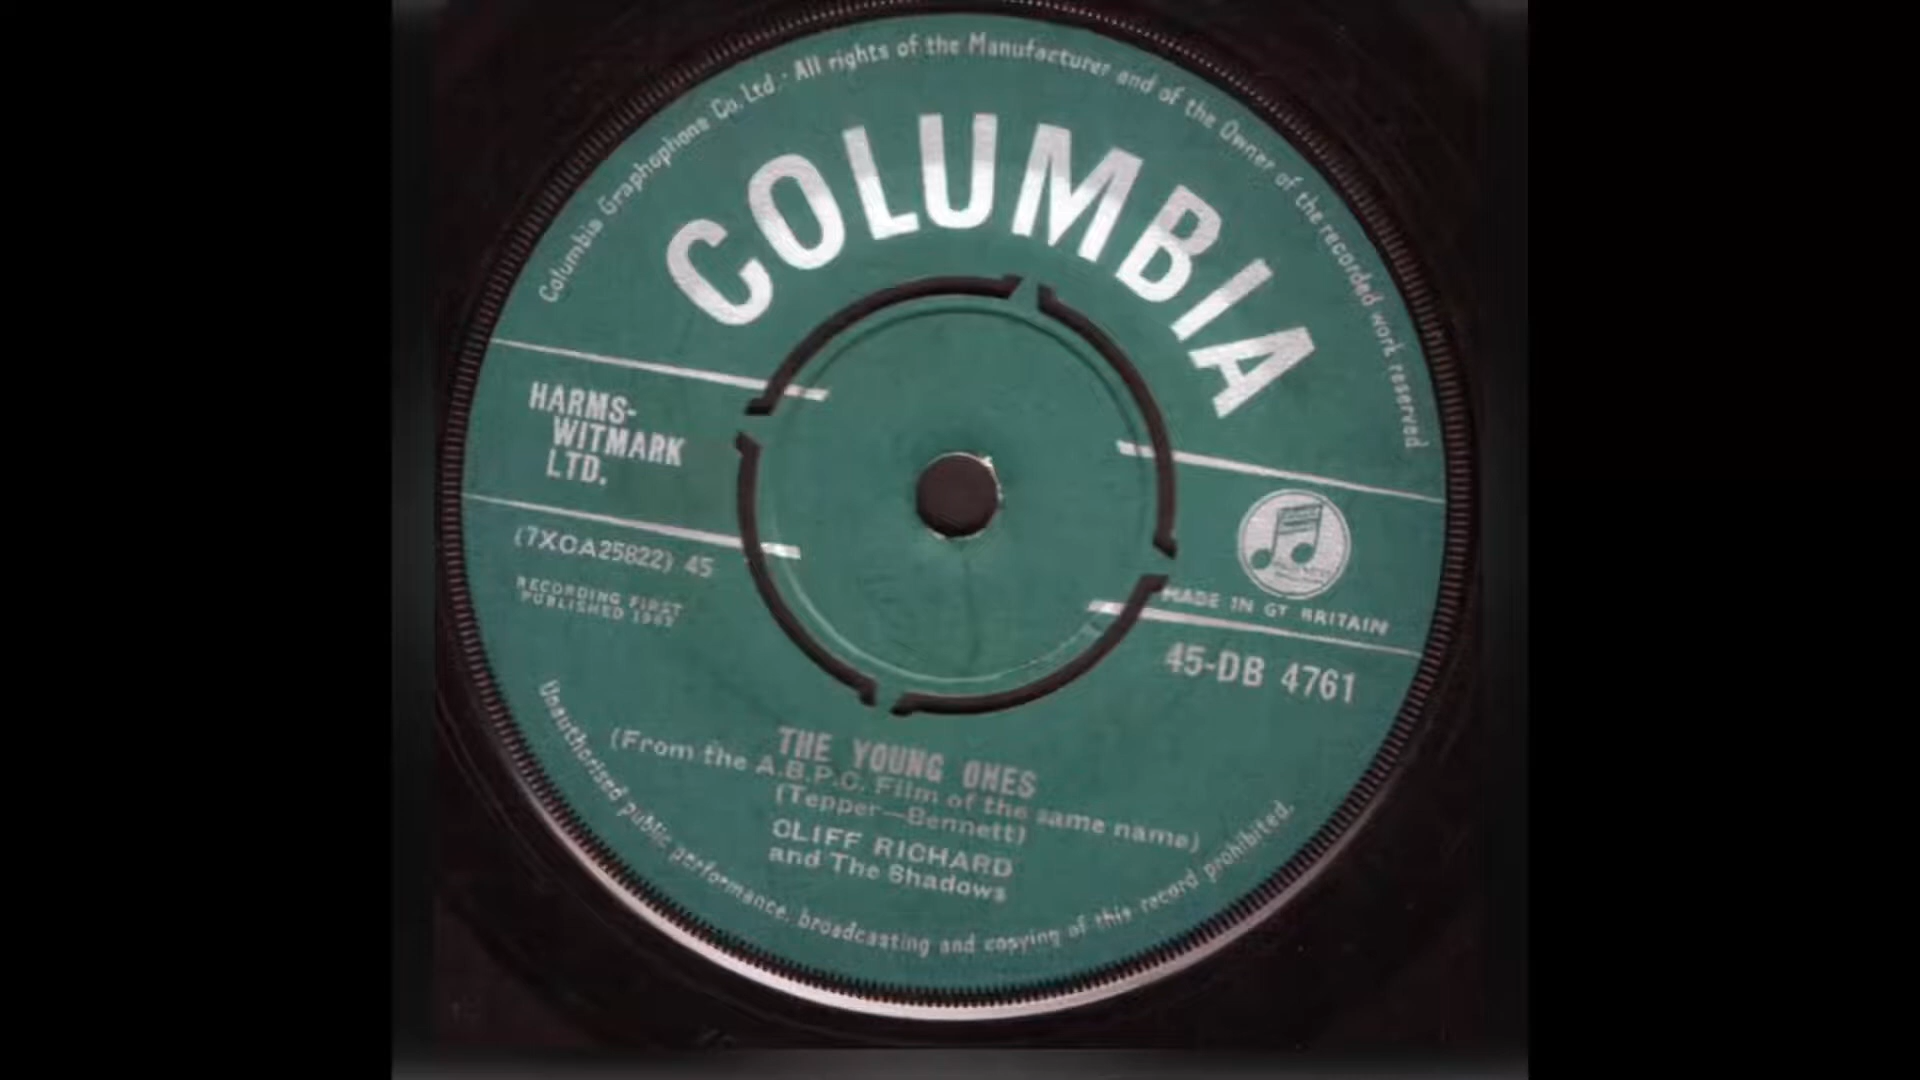 Columbia Graphophone Co. Ltd. · All rights of the Manufacturer and of the Owner of the recorded work reserved
COLUMBIA
HARMS-
WITMARK
LTD.
(7XCA25822) 45
RECORDING FIRST
PUBLISHED
MADE IN GT BRITAIN
45-DB 4761
THE YOUNG ONES
(From the A.B.P.C. Film of the same name)
(Tepper—Bennett)
CLIFF RICHARD
and The Shadows
Unauthorised public performance, broadcasting and copying of this record prohibited.